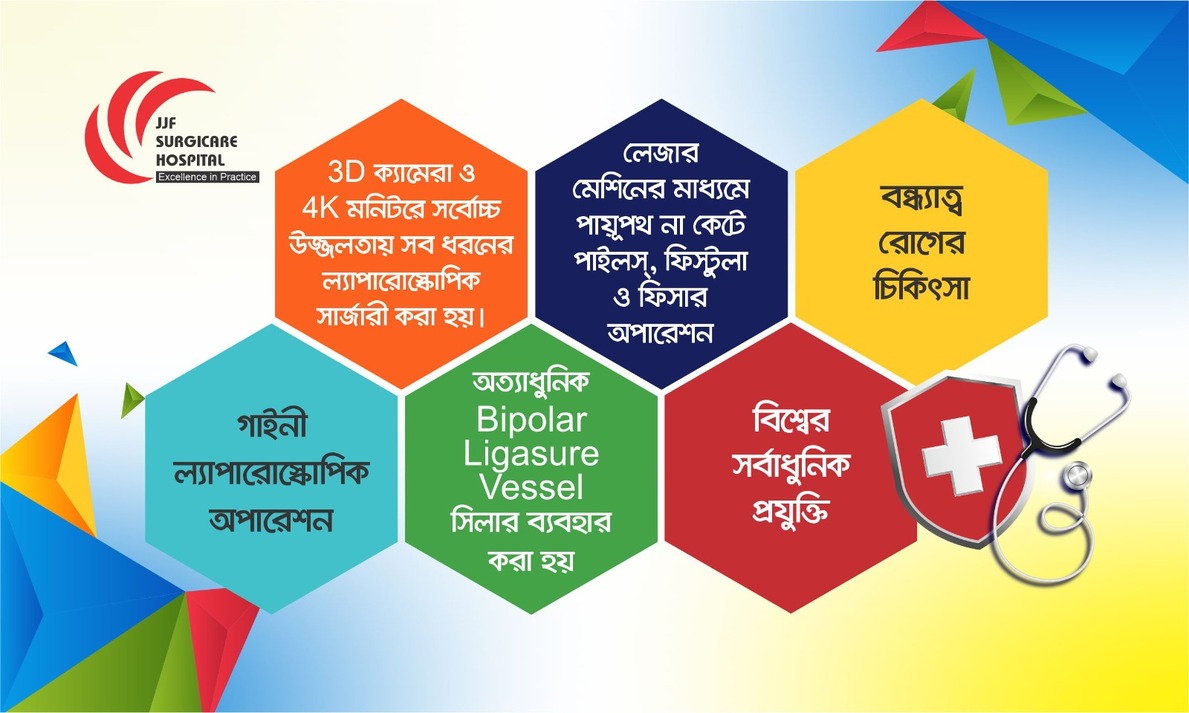 JJF
SURGICARE
HOSPITAL
Excellence in Practice
3D ক্যামেরা ও
4K মনিটরে সর্বোচ্চ
উজ্জলতায় সব ধরনের
ল্যাপারোস্কোপিক
সার্জারী করা হয়।
লেজার
মেশিনের মাধ্যমে
পায়ূপথ না কেটে
পাইলস্, ফিস্টুলা
ও ফিসার
অপারেশন
বন্ধ্যাত্ব
রোগের
চিকিৎসা
গাইনী
ল্যাপারোস্কোপিক
অপারেশন
অত্যাধুনিক
Bipolar
Ligasure
Vessel
সিলার ব্যবহার
করা হয়
বিশ্বের
সর্বাধুনিক
প্রযুক্তি